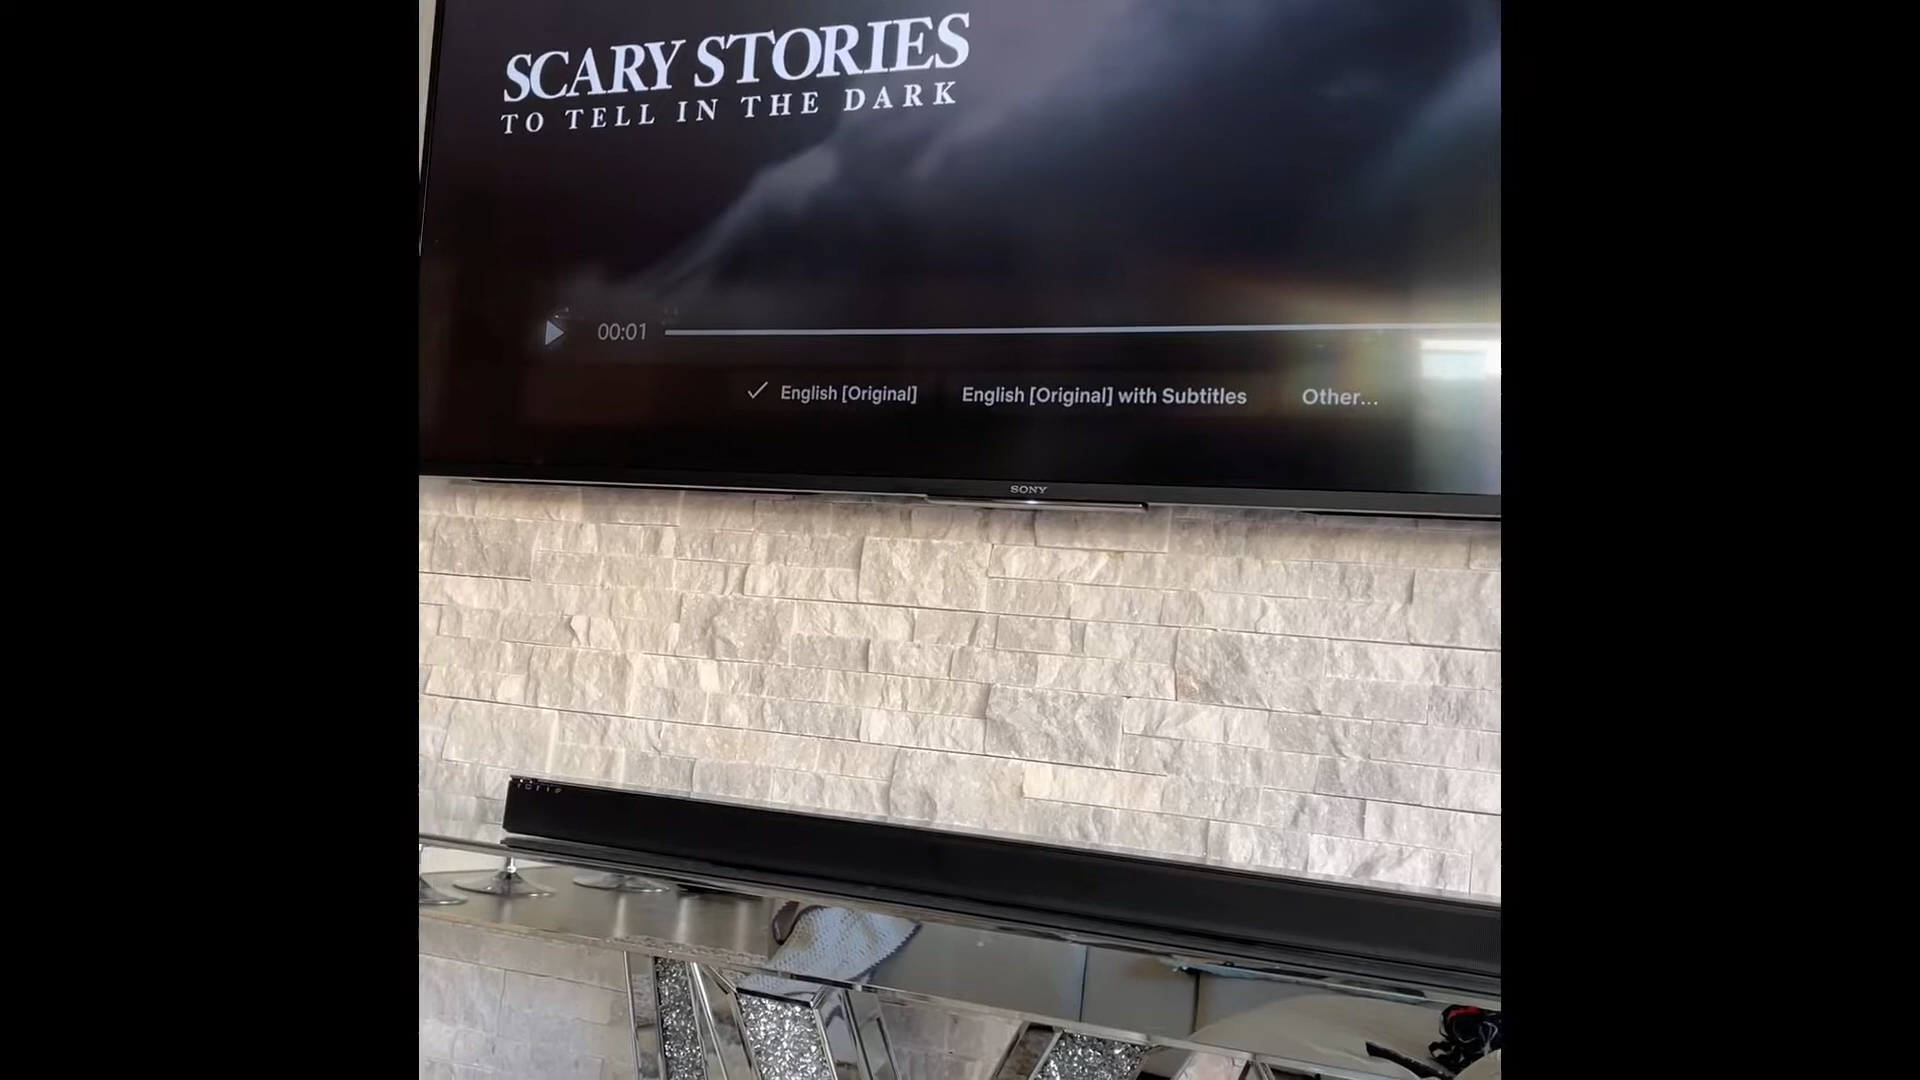 SCARY STORIES
TO TELL IN THE DARK
00:01
English [Original] English [Original] with Subtitles Other...
SONY